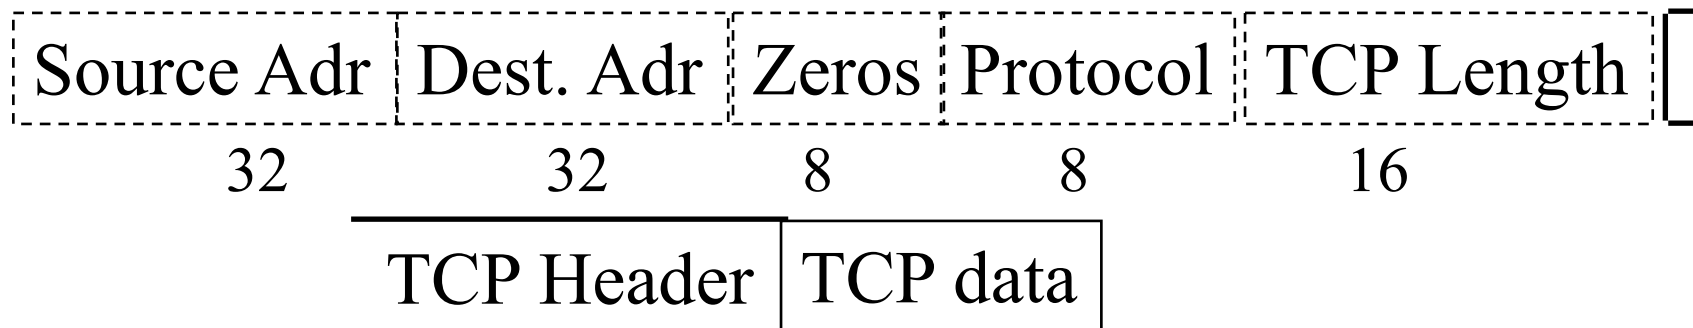 Source Adr Dest. Adr Zeros Protocol TCP Length
32 32 8 8 16
TCP Header TCP data